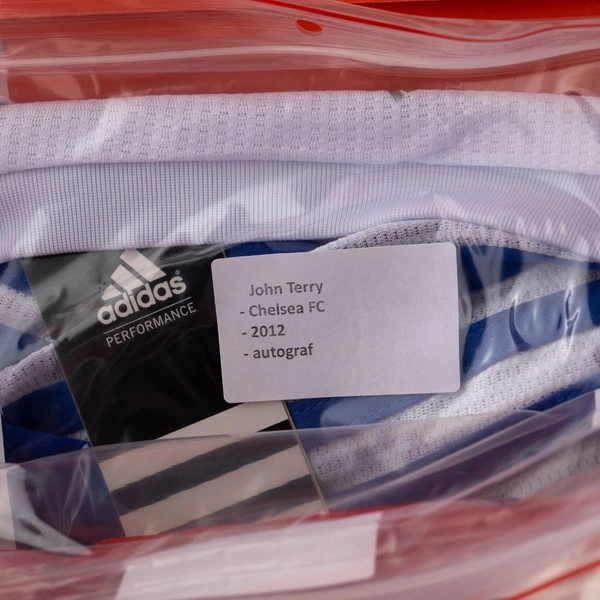 adidas®
PERFORMANCE
John Terry
- Chelsea FC
- 2012
- autograf